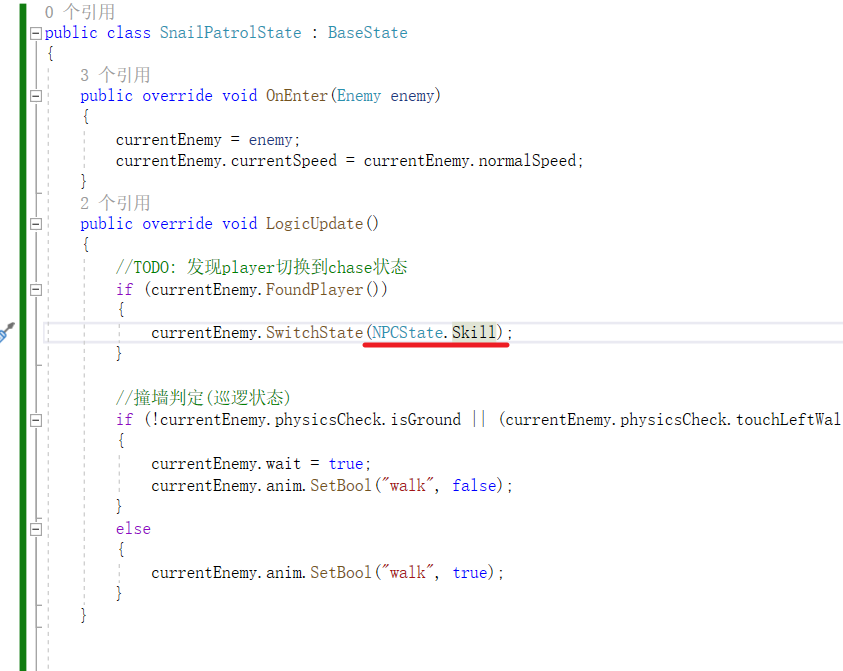 0 个引用
public class SnailPatrolState : BaseState
{
3 个引用
public override void OnEnter(Enemy enemy)
{
currentEnemy = enemy;
currentEnemy.currentSpeed = currentEnemy.normalSpeed;
}
2 个引用
public override void LogicUpdate()
{
//TODO: 发现player切换到chase状态
if (currentEnemy.FoundPlayer())
{
currentEnemy.SwitchState(NPCState.Skill);
}
//撞墙判定(巡逻状态)
if (!currentEnemy.physicsCheck.isGround || (currentEnemy.physicsCheck.touchLeftWal
{
currentEnemy.wait = true;
currentEnemy.anim.SetBool("walk", false);
}
else
{
currentEnemy.anim.SetBool("walk", true);
}
}